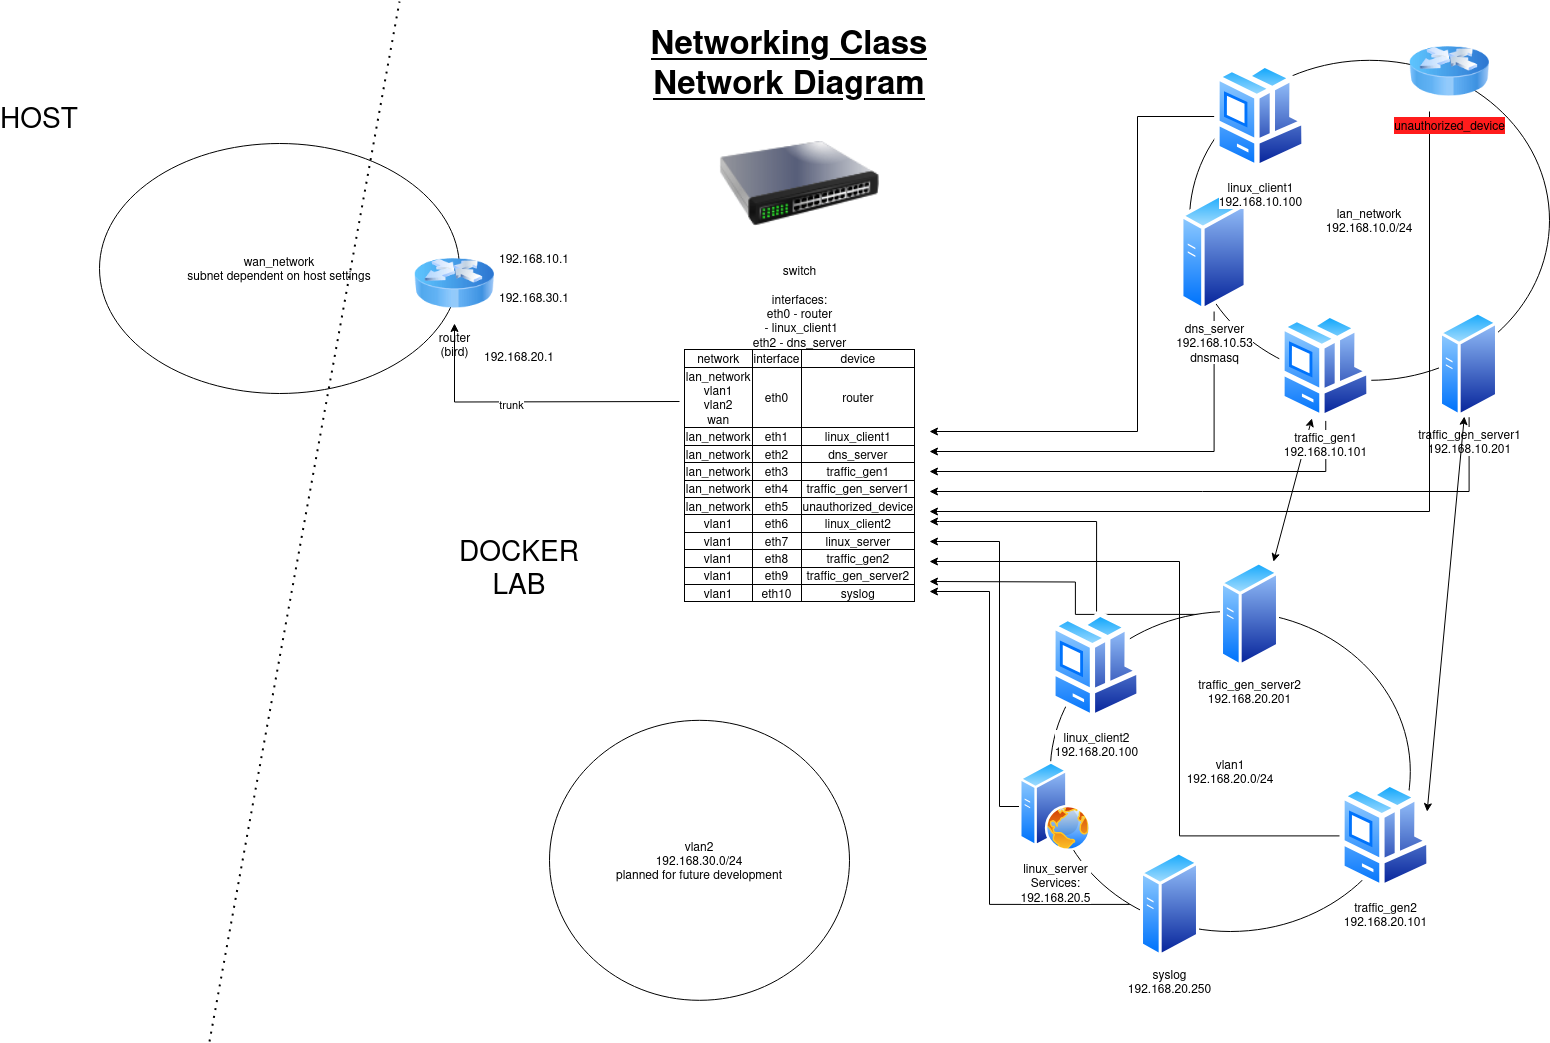 Networking Class
Network Diagram
HOST
wan_network
subnet dependent on host settings
192.168.10.1
192.168.30.1
router
(bird)
192.168.20.1
trunk
switch
interfaces:
eth0 - router
- linux_client1
eth2 - dns_server
network interface device
lan_network
vlan1
vlan2
wan
eth0
router
lan_network eth1 linux_client1
lan_network eth2 dns_server
lan_network eth3 traffic_gen1
lan_network eth4 traffic_gen_server1
lan_network eth5 unauthorized_device
vlan1 eth6 linux_client2
vlan1 eth7 linux_server
vlan1 eth8 traffic_gen2
vlan1 eth9 traffic_gen_server2
vlan1 eth10 syslog
DOCKER
LAB
vlan2
192.168.30.0/24
planned for future development
unauthorized_device
linux_client1
192.168.10.100
lan_network
192.168.10.0/24
dns_server
192.168.10.53
dnsmasq
traffic_gen1
192.168.10.101
traffic_gen_server1
192.168.10.201
traffic_gen_server2
192.168.20.201
linux_client2
192.168.20.100
vlan1
192.168.20.0/24
linux_server
Services:
192.168.20.5
traffic_gen2
192.168.20.101
syslog
192.168.20.250